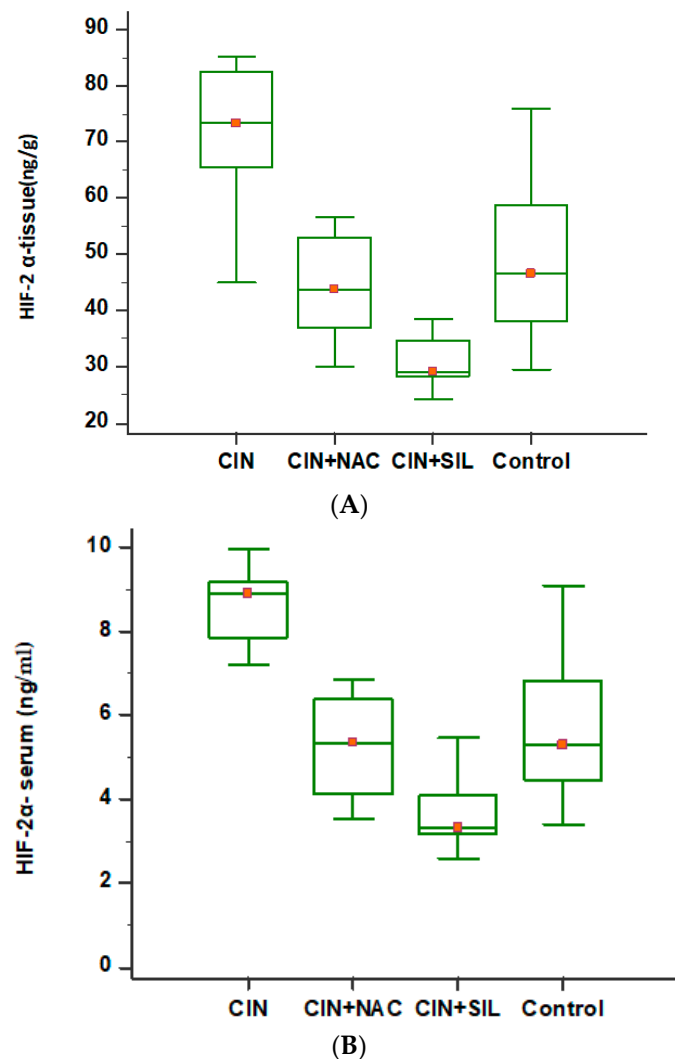 HIF-2 α-tissue(ng/g)
90
80
70
60
50
40
30
20
CIN CIN+NAC CIN+SIL Control
(A)
HIF-2α- serum (ng/ml)
10
8
6
4
2
0
CIN CIN+NAC CIN+SIL Control
(B)